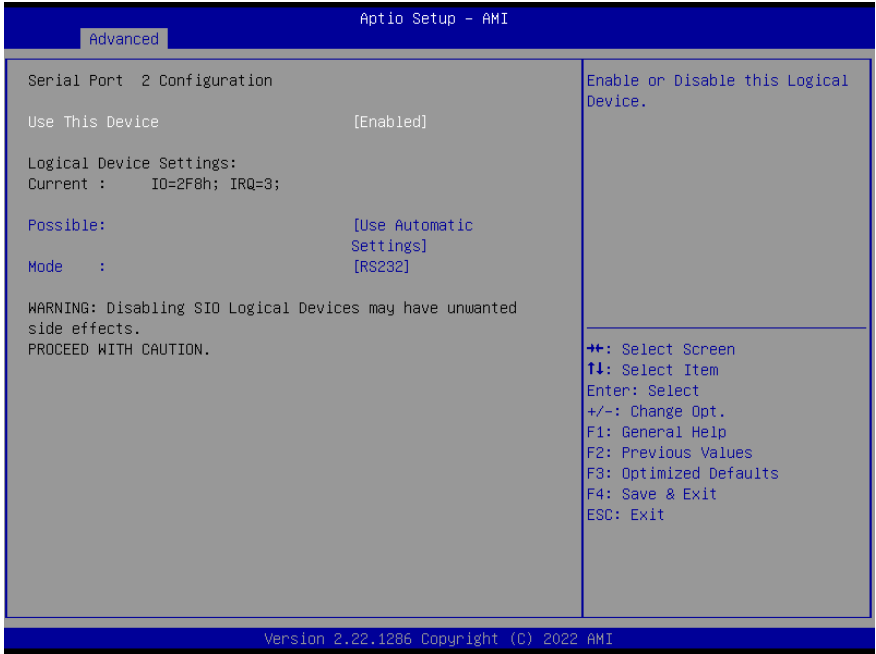 Aptio Setup - AMI
Advanced
Serial Port 2 Configuration
Use This Device [Enabled]
Logical Device Settings:
Current : IO=2F8h; IRQ=3;
Possible: [Use Automatic
Settings]
Mode : [RS232]
WARNING: Disabling SIO Logical Devices may have unwanted
side effects.
PROCEED WITH CAUTION.
Enable or Disable this Logical
Device.
→←: Select Screen
↑↓: Select Item
Enter: Select
+/-: Change Opt.
F1: General Help
F2: Previous Values
F3: Optimized Defaults
F4: Save & Exit
ESC: Exit
Version 2.22.1286 Copyright (C) 2022 AMI